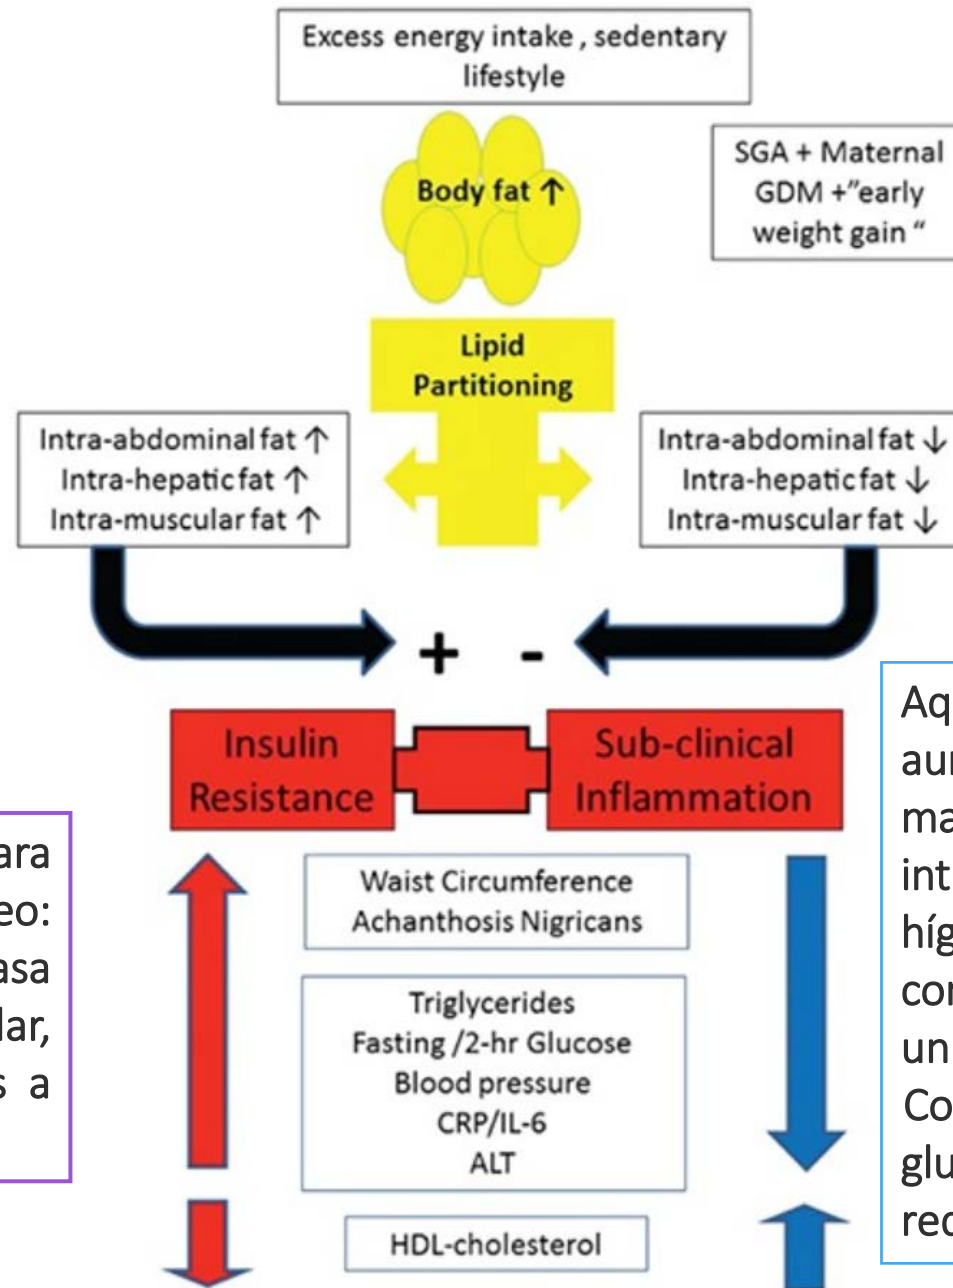 Excess energy intake , sedentary
lifestyle
SGA + Maternal
GDM +”early
weight gain “
Body fat ↑
Lipid
Partitioning
Intra-abdominal fat ↑
Intra-hepatic fat ↑
Intra-muscular fat ↑
Intra-abdominal fat ↓
Intra-hepatic fat ↓
Intra-muscular fat ↓
+ -
Insulin
Resistance
Sub-clinical
Inflammation
Waist Circumference
Achanthosis Nigricans
Triglycerides
Fasting /2-hr Glucose
Blood pressure
CRP/IL-6
ALT
HDL-cholesterol